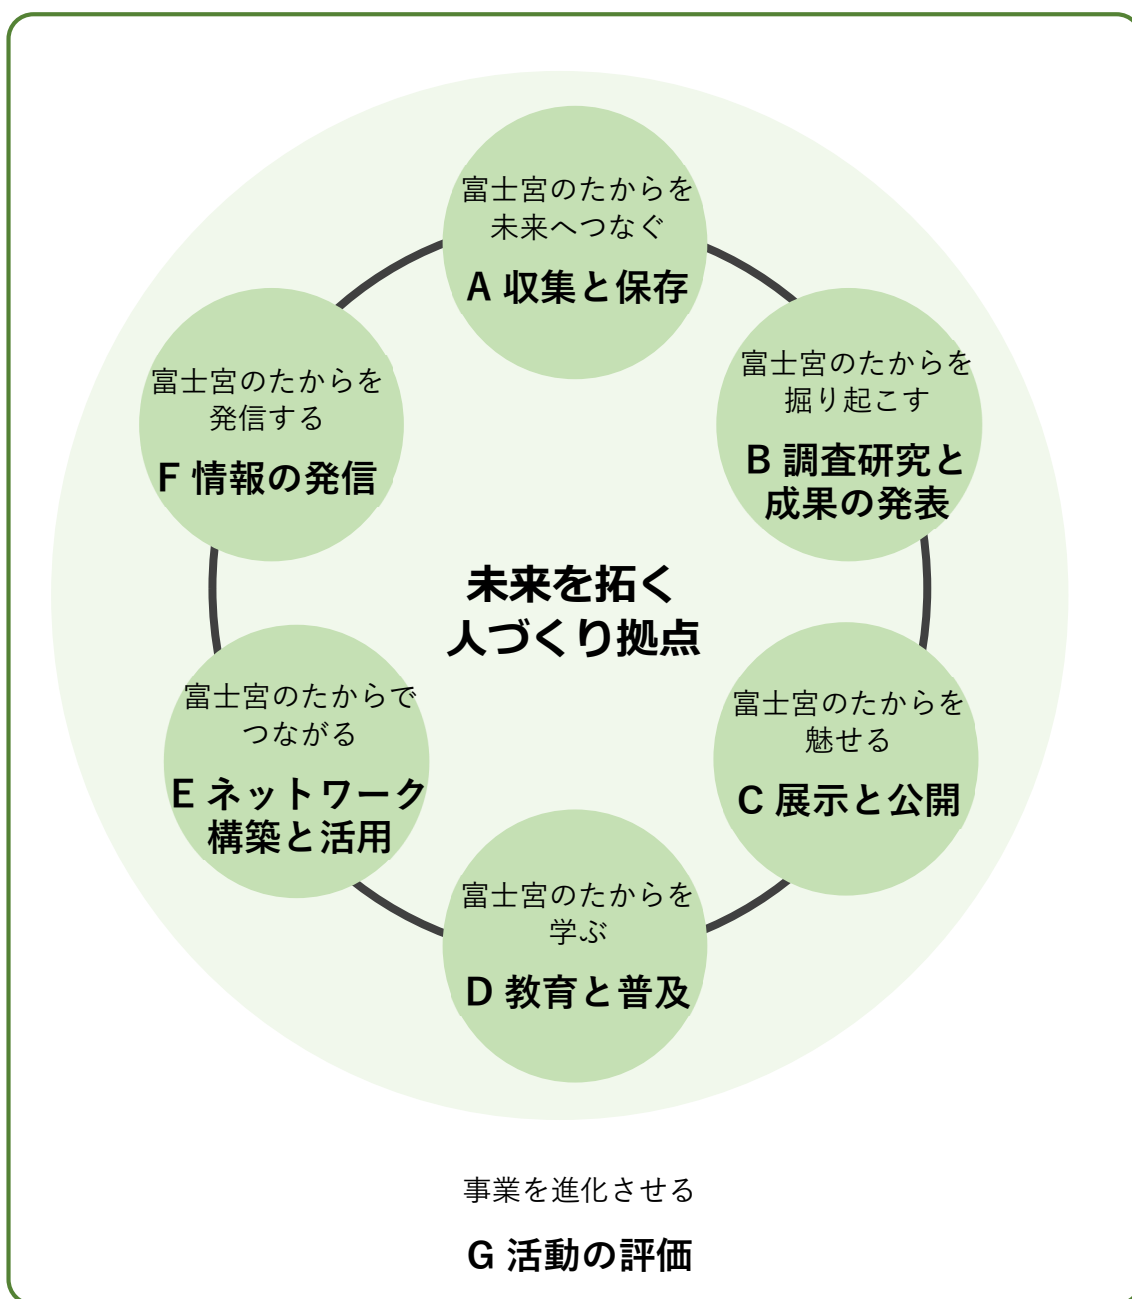 富士宮のたからを
未来へつなぐ
A 収集と保存
富士宮のたからを
掘り起こす
B 調査研究と
成果の発表
富士宮のたからを
魅せる
C 展示と公開
富士宮のたからを
学ぶ
D 教育と普及
富士宮のたからで
つながる
E ネットワーク
構築と活用
富士宮のたからを
発信する
F 情報の発信
未来を拓く
人づくり拠点
事業を進化させる
G 活動の評価